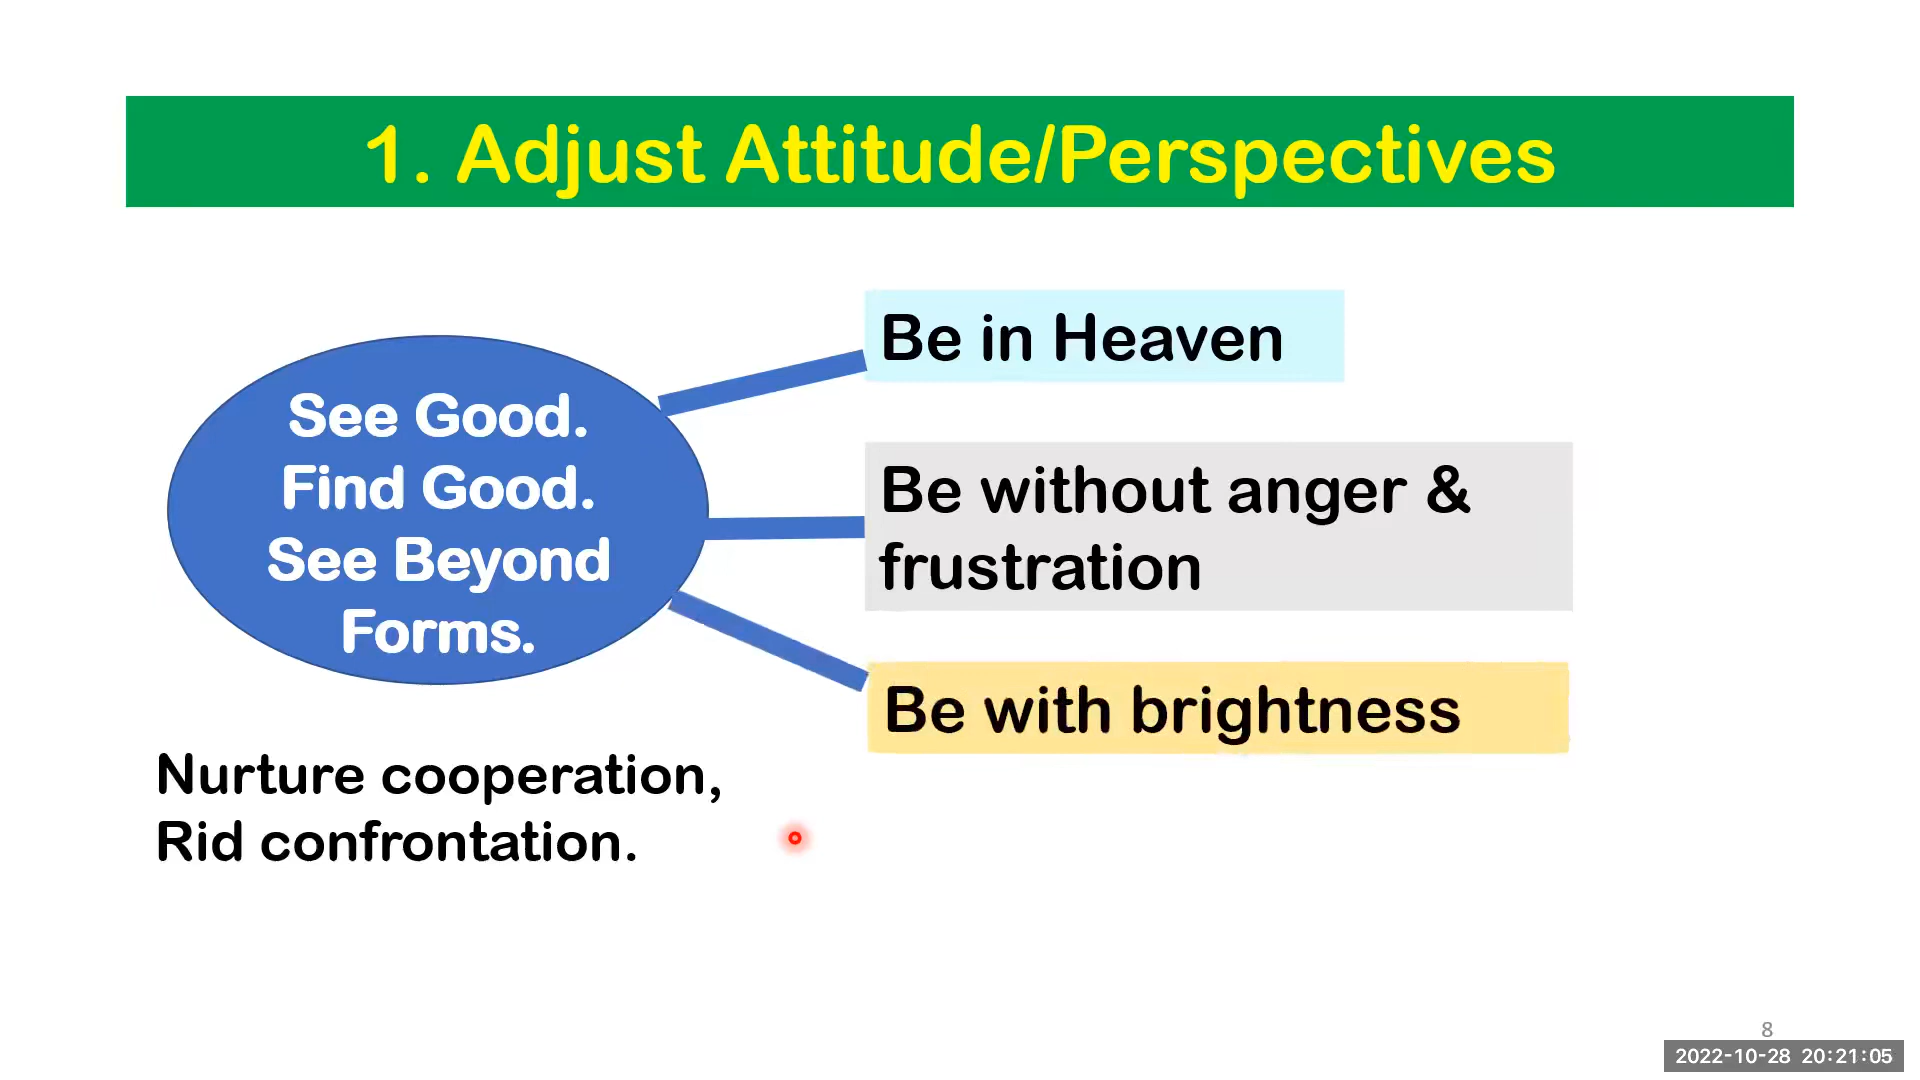 1. Adjust Attitude/Perspectives
See Good.
Find Good.
See Beyond
Forms.
Be in Heaven
Be without anger &
frustration
Be with brightness
Nurture cooperation,
Rid confrontation.
8
2022-10-28 20:21:05